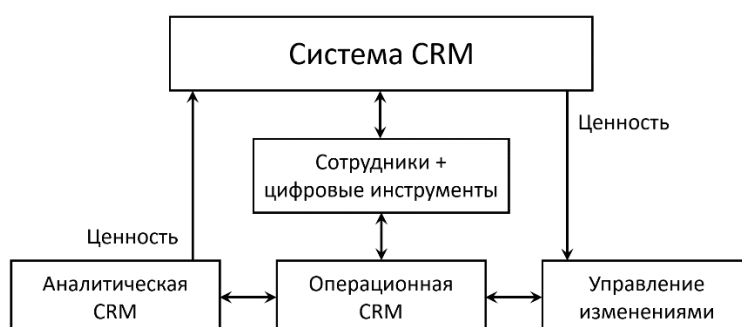 Система CRM
Ценность
Сотрудники +
цифровые инструменты
Ценность
Аналитическая
CRM
Операционная
CRM
Управление
изменениями